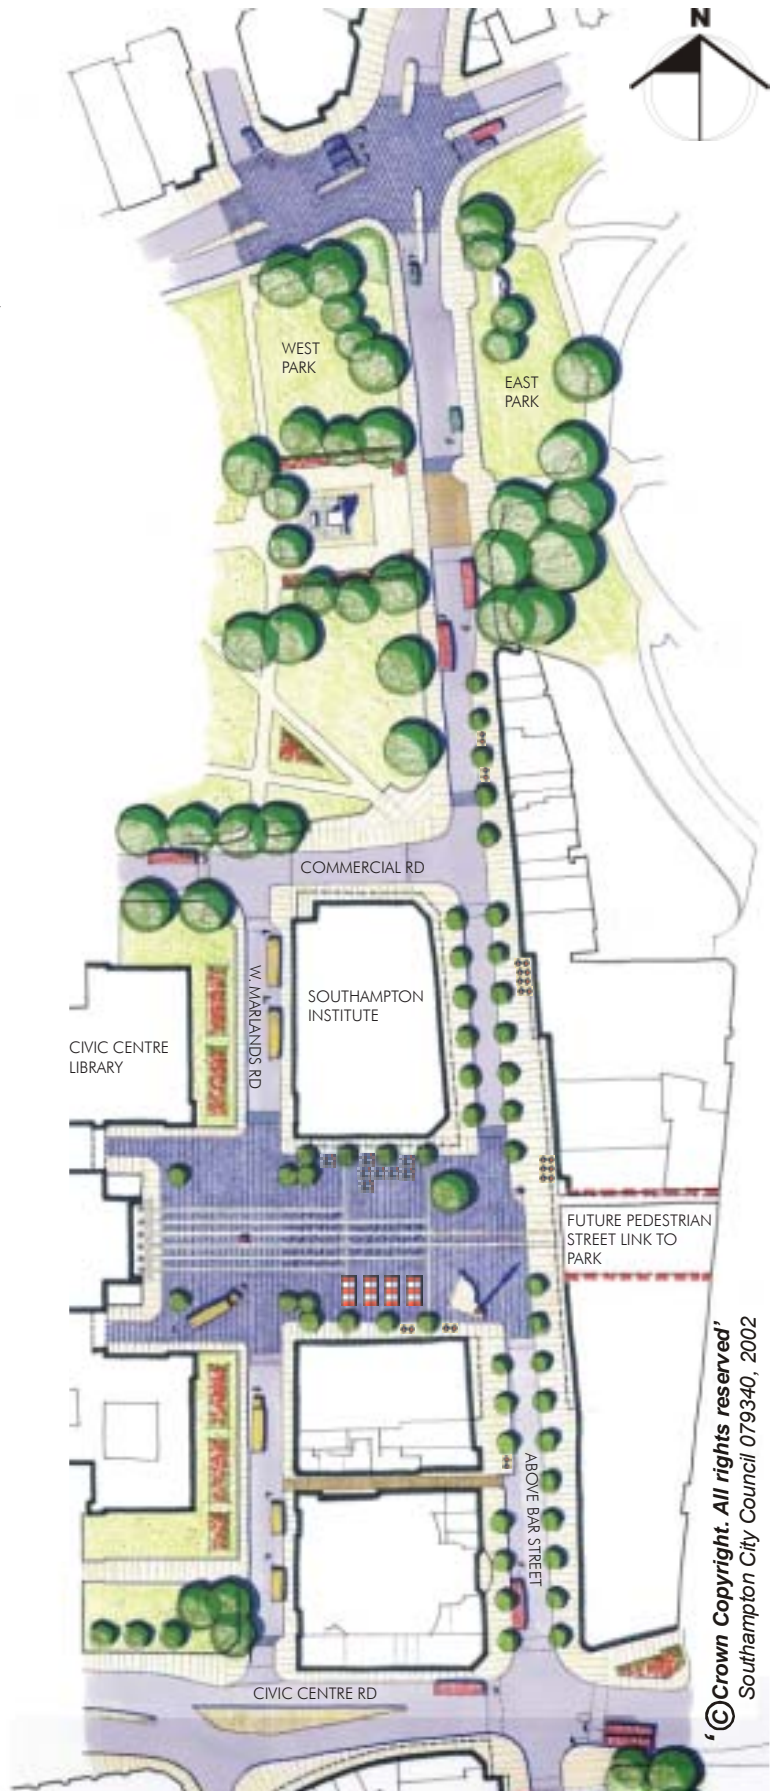 N
WEST
PARK
EAST
PARK
COMMERCIAL RD
W. MARLANDS RD
SOUTHAMPTON
INSTITUTE
CIVIC CENTRE
LIBRARY
FUTURE PEDESTRIAN
STREET LINK TO
PARK
ABOVE BAR STREET
CIVIC CENTRE RD
'©Crown Copyright. All rights reserved'
Southampton City Council 079340, 2002